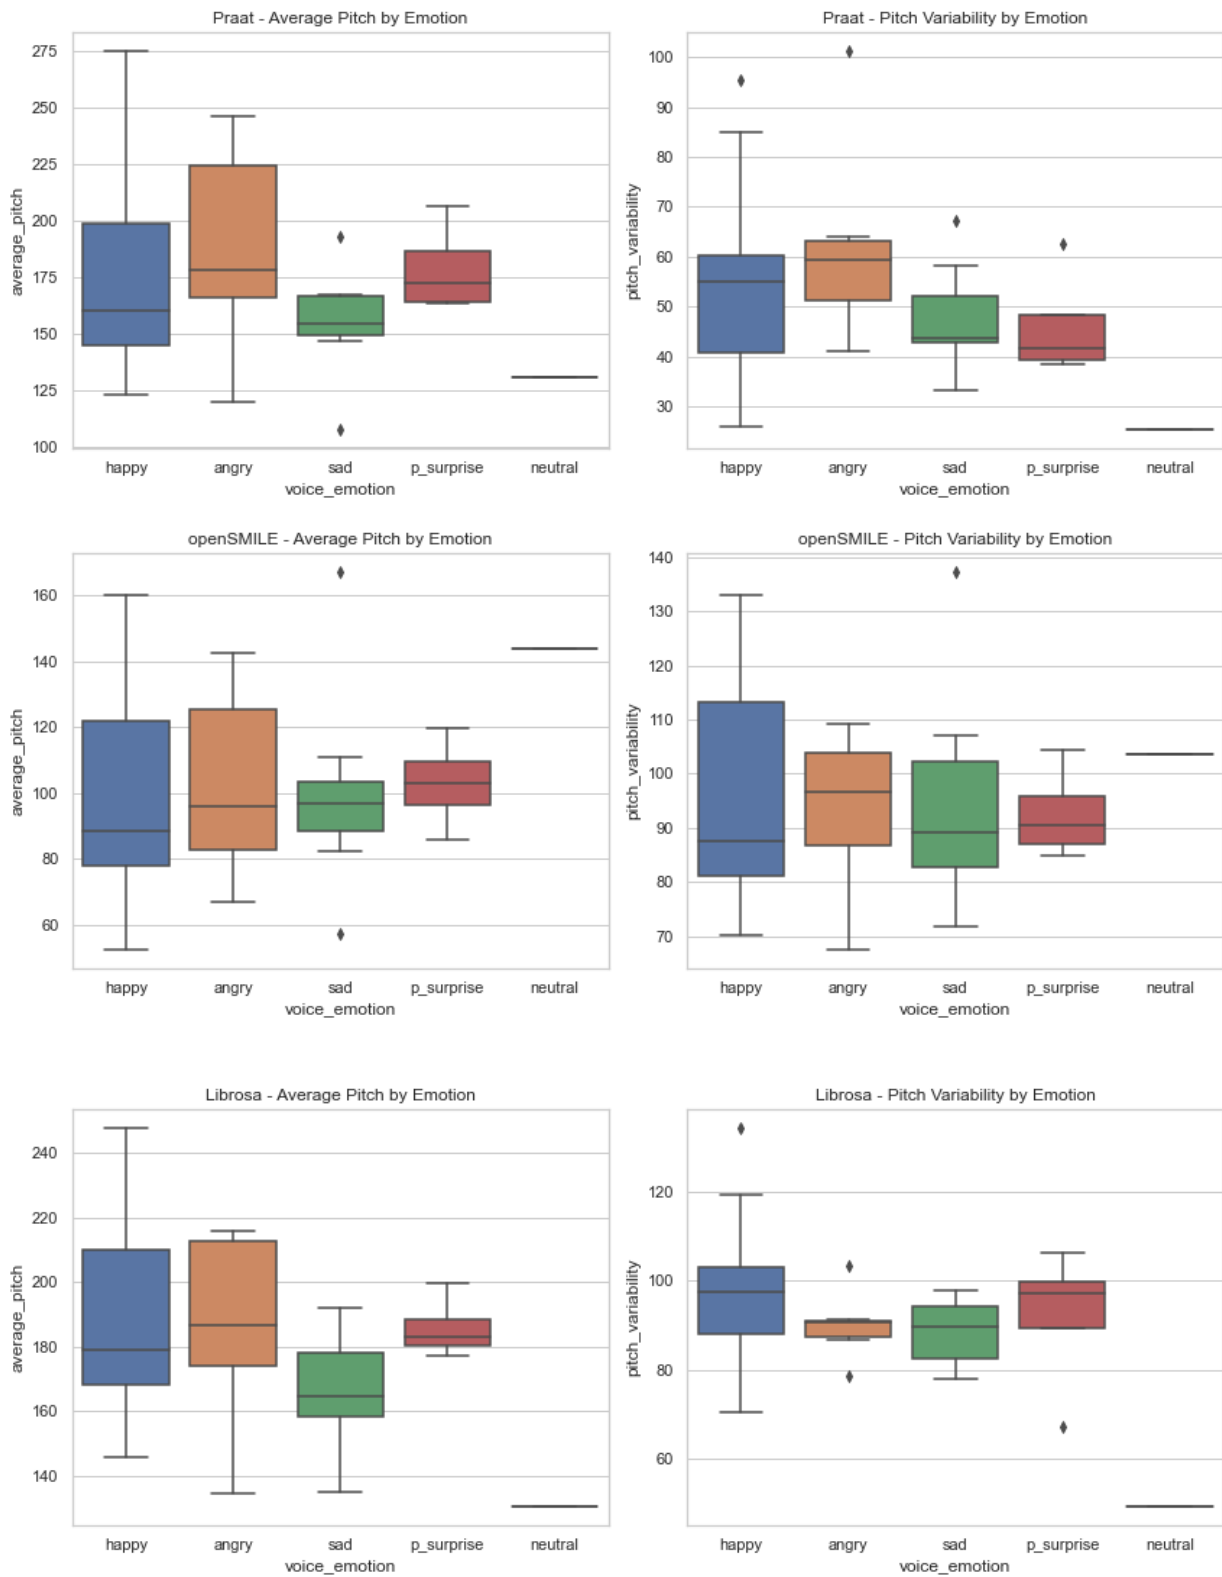 Praat - Average Pitch by Emotion
275
250
225
200
175
150
125
100
average_pitch
happy angry sad p_surprise neutral
voice_emotion
Praat - Pitch Variability by Emotion
100
90
80
70
60
50
40
30
pitch_variability
happy angry sad p_surprise neutral
voice_emotion
openSMILE - Average Pitch by Emotion
160
140
120
100
80
60
average_pitch
happy angry sad p_surprise neutral
voice_emotion
openSMILE - Pitch Variability by Emotion
140
130
120
110
100
90
80
70
pitch_variability
happy angry sad p_surprise neutral
voice_emotion
Librosa - Average Pitch by Emotion
240
220
200
180
160
140
average_pitch
happy angry sad p_surprise neutral
voice_emotion
Librosa - Pitch Variability by Emotion
120
100
80
60
pitch_variability
happy angry sad p_surprise neutral
voice_emotion